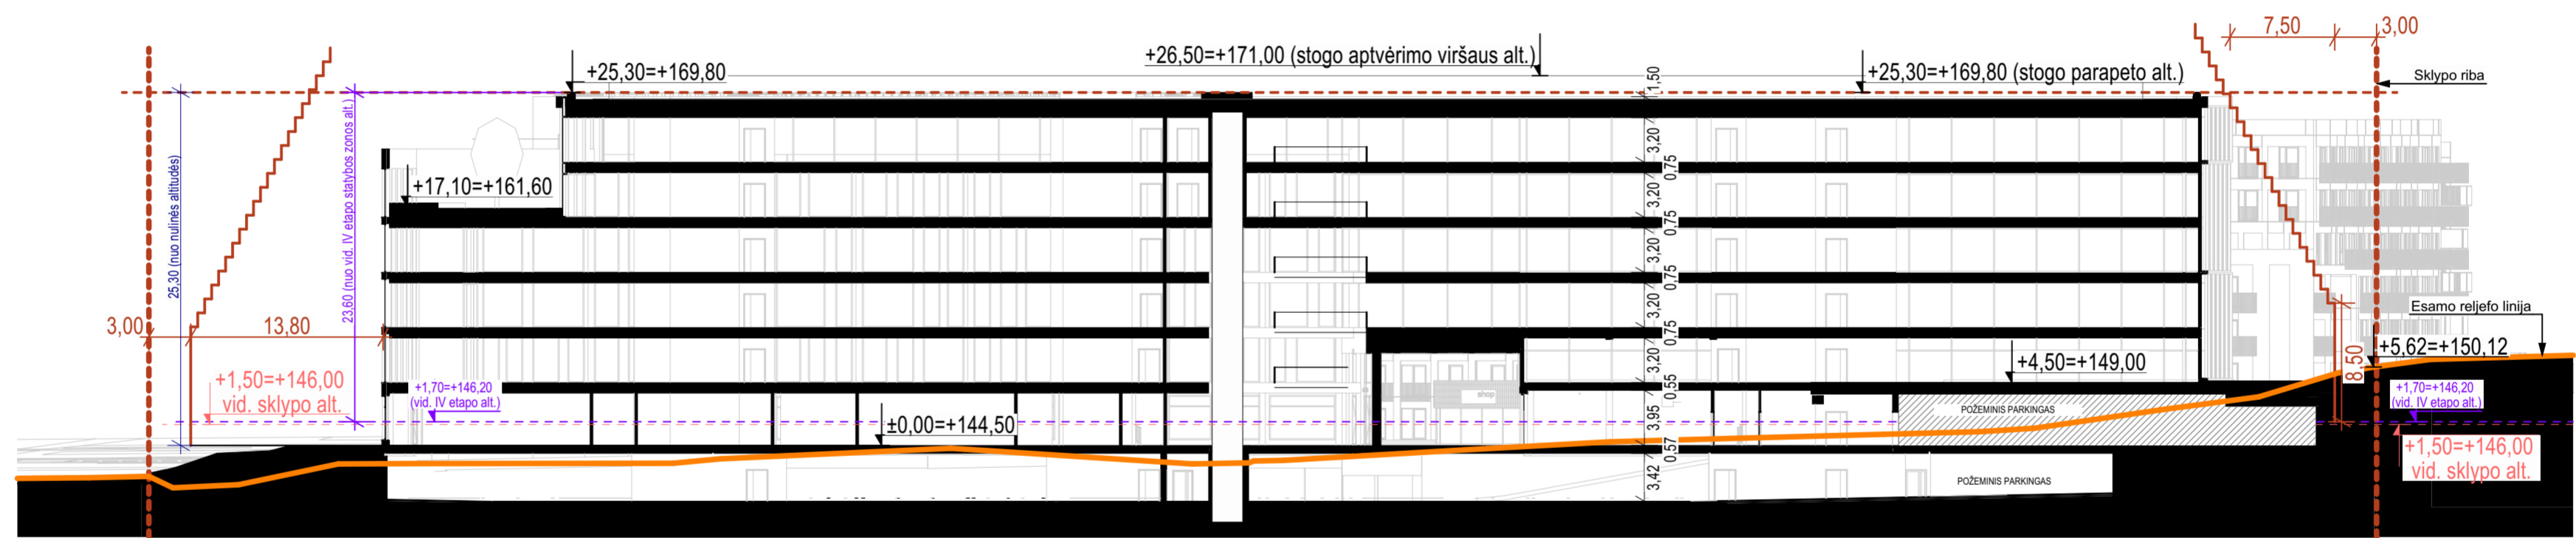 7,50
3,00
+26,50=+171,00 (stogo aptvėrimo viršaus alt.)
+25,30=+169,80
1,50
+25,30=+169,80 (stogo parapeto alt.)
Sklypo riba
25,30 (nuo nulinės altitudės)
23,60 (nuo vid. IV etapo statybos zonos alt.)
3,20
0,75
+17,10=+161,60
3,20
0,75
3,20
0,75
3,20
0,75
3,00
13,80
Esamo reljefo linija
8,50
+5,62=+150,12
3,20
+4,50=+149,00
0,55
+1,50=+146,00
vid. sklypo alt.
+1,70=+146,20
(vid. IV etapo alt.)
shop
+1,70=+146,20
(vid. IV etapo alt.)
POŽEMINIS PARKINGAS
±0,00=+144,50
3,95
0,57
+1,50=+146,00
vid. sklypo alt.
3,42
POŽEMINIS PARKINGAS